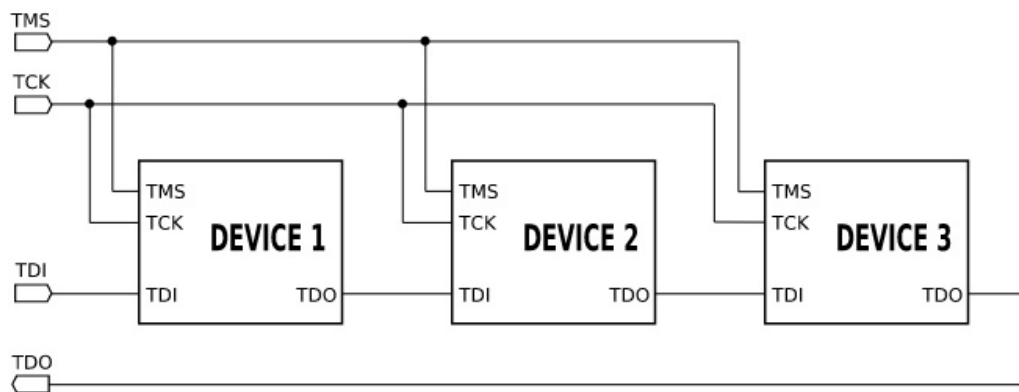 TMS
TCK
TMS
TCK
DEVICE 1
TDI
TDO
TMS
TCK
DEVICE 2
TDI
TDO
TMS
TCK
DEVICE 3
TDI
TDO
TDI
TDO